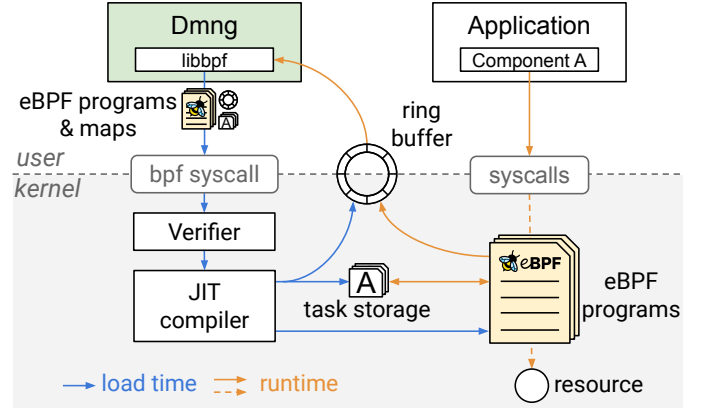 Dmng
libbpf
Application
Component A
eBPF programs
& maps
A
ring
buffer
user
kernel
bpf syscall
syscalls
Verifier
JIT
compiler
A
task storage
eBPF
eBPF
programs
load time
runtime
resource